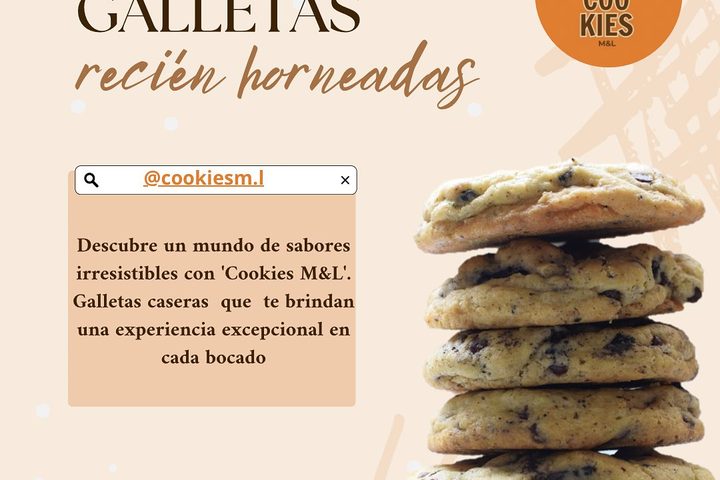 GALLETAS
COO
KIES
M&L
recién horneadas
@cookiesm.l
Descubre un mundo de sabores
irresistibles con 'Cookies M&L'.
Galletas caseras que te brindan
una experiencia excepcional en
cada bocado